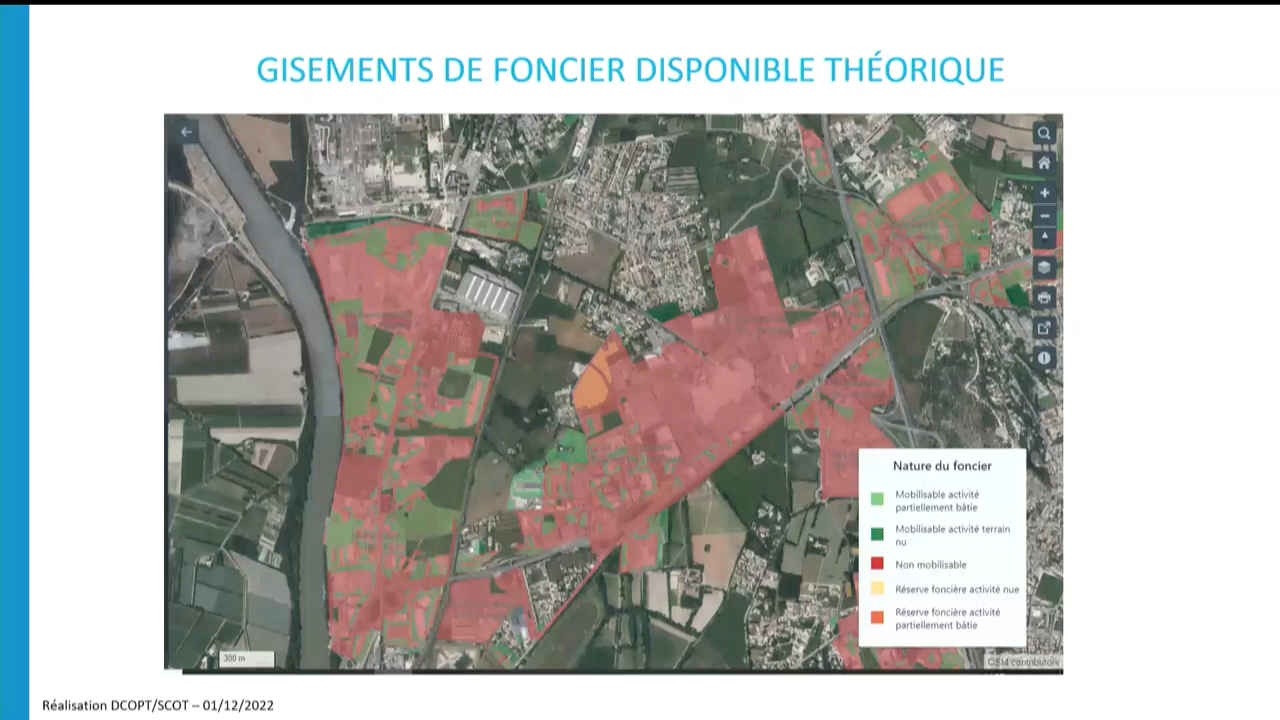 GISEMENTS DE FONCIER DISPONIBLE THÉORIQUE
Nature du foncier
Mobilisable activité
partiellement bâtie
Mobilisable activité terrain
nu
Non mobilisable
Réserve foncière activité nue
Réserve foncière activité
partiellement bâtie
300 m
OSM contributors
Réalisation DCOPT/SCOT – 01/12/2022